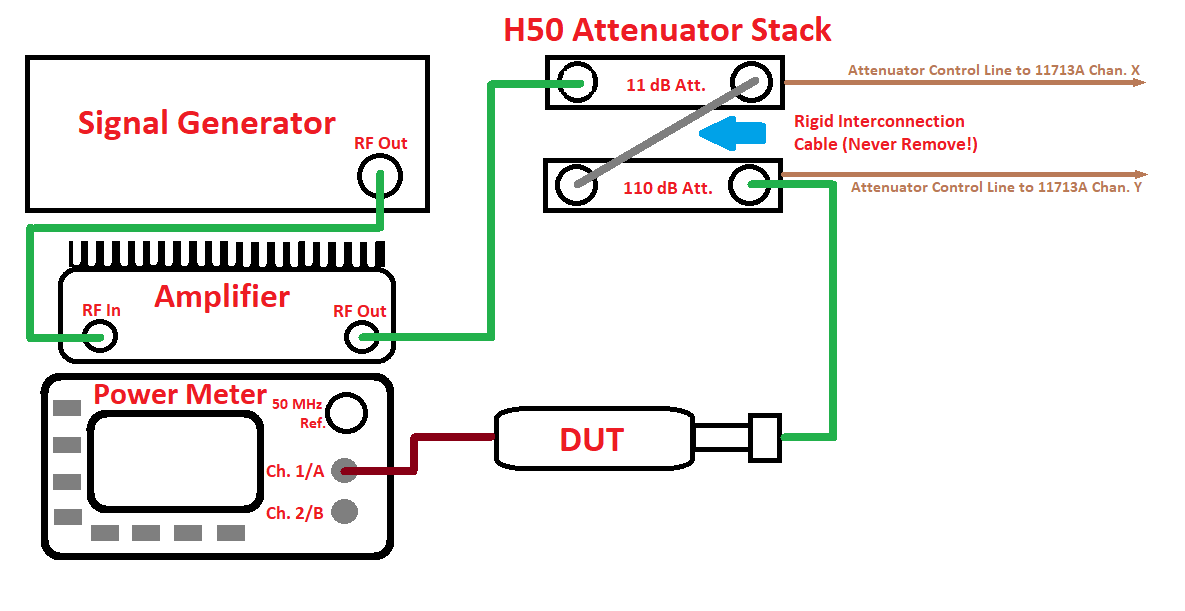 H50 Attenuator Stack
Signal Generator
RF Out
11 dB Att.
Attenuator Control Line to 11713A Chan. X
Rigid Interconnection
Cable (Never Remove!)
110 dB Att.
Attenuator Control Line to 11713A Chan. Y
Amplifier
RF In
RF Out
Power Meter
50 MHz
Ref.
Ch. 1/A
Ch. 2/B
DUT